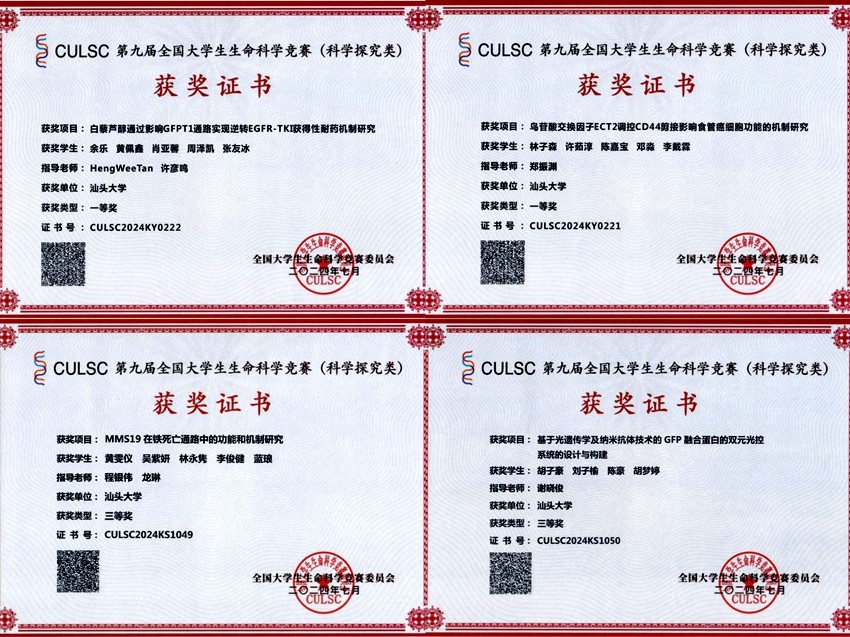 CULSC 第九届全国大学生生命科学竞赛（科学探究类）
获奖证书
获奖项目： 白藜芦醇通过影响GFPT1通路实现逆转EGFR-TKI获得性耐药机制研究
获奖学生： 余乐 黄佩鑫 肖亚馨 周泽凯 张友冰
指导老师： HengWeeTan 许彦鸣
获奖单位： 汕头大学
获奖类型： 一等奖
证 书 号 ： CULSC2024KY0222
全国大学生生命科学竞赛委员会
二〇二四年七月
CULSC
CULSC 第九届全国大学生生命科学竞赛（科学探究类）
获奖证书
获奖项目： 鸟苷酸交换因子ECT2调控CD44剪接影响食管癌细胞功能的机制研究
获奖学生： 林子淼 许茹淳 陈嘉宝 邓淼 李戴霖
指导老师： 郑振渊
获奖单位： 汕头大学
获奖类型： 一等奖
证 书 号 ： CULSC2024KY0221
全国大学生生命科学竞赛委员会
二〇二四年七月
CULSC
CULSC 第九届全国大学生生命科学竞赛（科学探究类）
获奖证书
获奖项目： MMS19 在铁死亡通路中的功能和机制研究
获奖学生： 黄雯仪 吴紫妍 林永隽 李俊健 蓝琅
指导老师： 程银伟 龙琳
获奖单位： 汕头大学
获奖类型： 三等奖
证 书 号： CULSC2024KS1049
全国大学生生命科学竞赛委员会
二〇二四年七月
CULSC
CULSC 第九届全国大学生生命科学竞赛（科学探究类）
获奖证书
获奖项目： 基于光遗传学及纳米抗体技术的 GFP 融合蛋白的双元光控
系统的设计与构建
获奖学生： 胡子豪 刘子榆 陈豪 胡梦婷
指导老师： 谢晓俊
获奖单位： 汕头大学
获奖类型： 三等奖
证 书 号： CULSC2024KS1050
全国大学生生命科学竞赛委员会
二〇二四年七月
CULSC